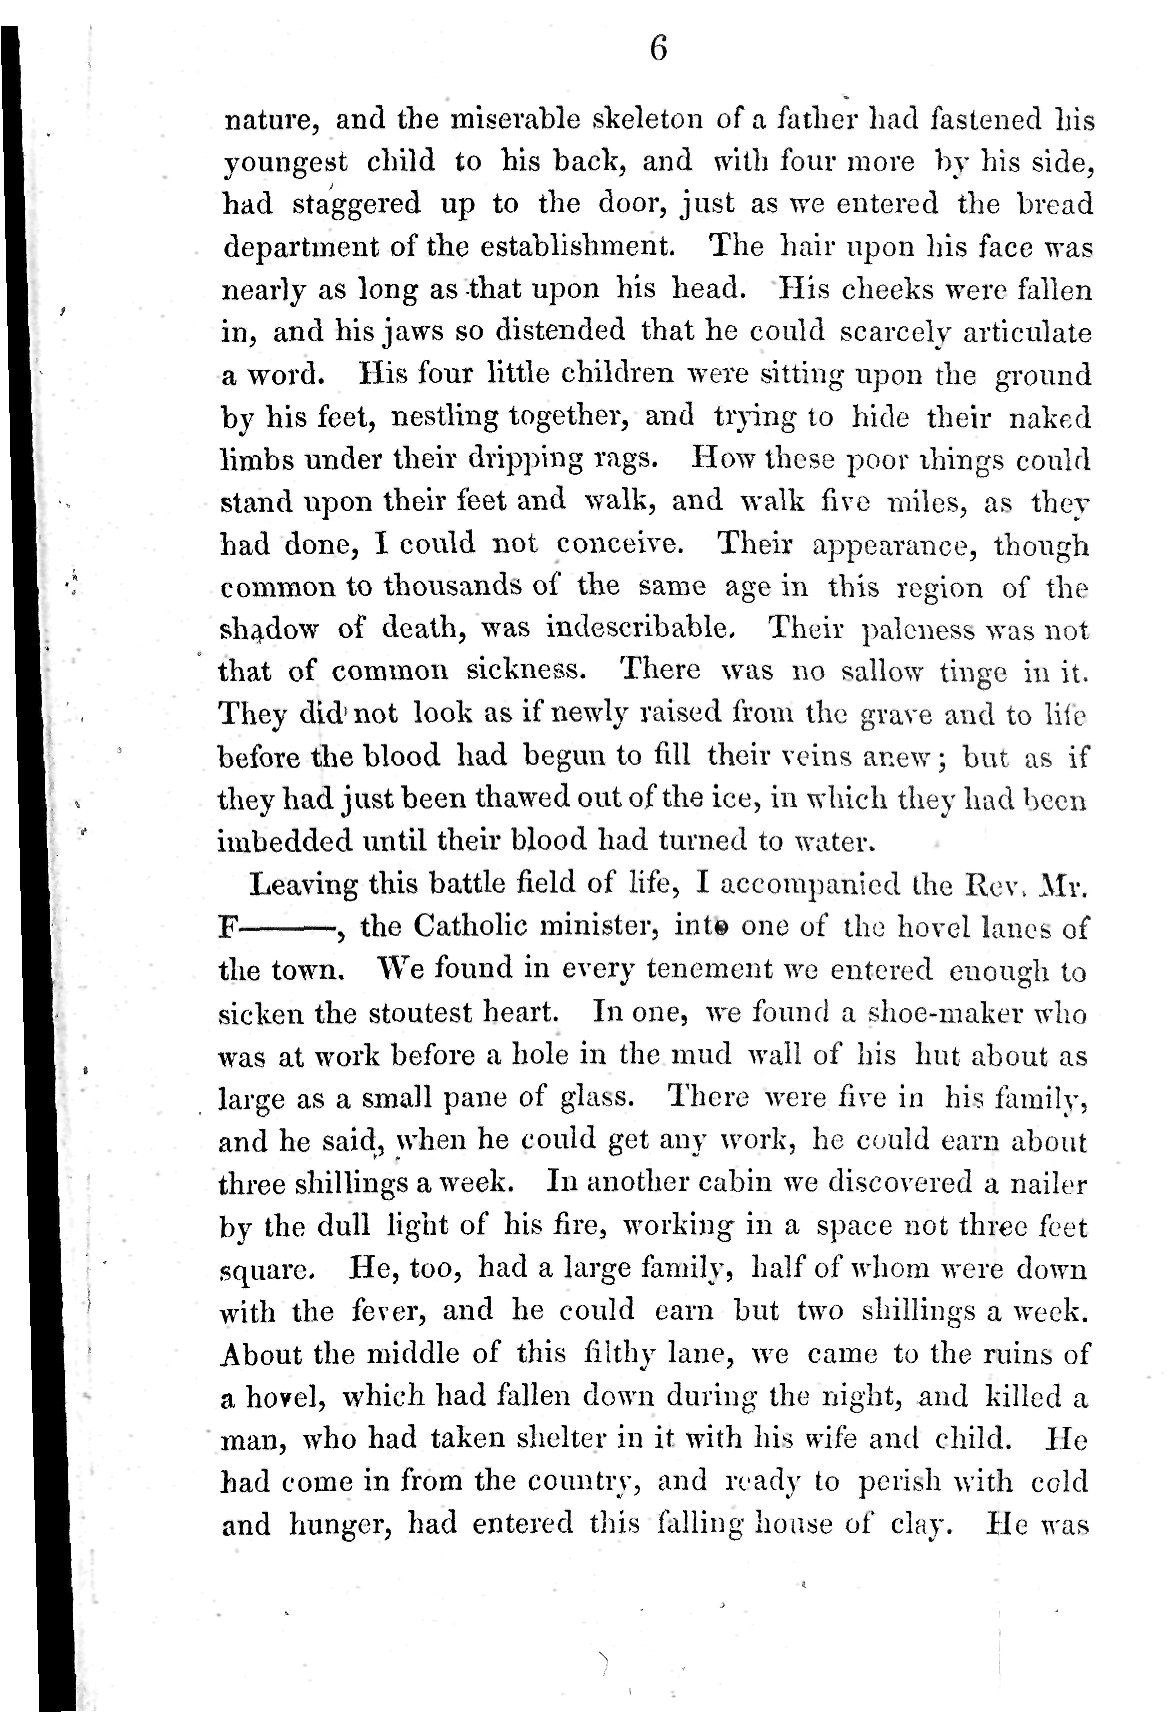 6
nature, and the miserable skeleton of a father had fastened his
youngest child to his back, and with four more by his side,
had staggered up to the door, just as we entered the bread
department of the establishment. The hair upon his face was
nearly as long as that upon his head. His cheeks were fallen
in, and his jaws so distended that he could scarcely articulate
a word. His four little children were sitting upon the ground
by his feet, nestling together, and trying to hide their naked
limbs under their dripping rags. How these poor things could
stand upon their feet and walk, and walk five miles, as they
had done, I could not conceive. Their appearance, though
common to thousands of the same age in this region of the
shadow of death, was indescribable. Their paleness was not
that of common sickness. There was no sallow tinge in it.
They did not look as if newly raised from the grave and to life
before the blood had begun to fill their veins anew; but as if
they had just been thawed out of the ice, in which they had been
imbedded until their blood had turned to water.
Leaving this battle field of life, I accompanied the Rev. Mr.
F———, the Catholic minister, into one of the hovel lanes of
the town. We found in every tenement we entered enough to
sicken the stoutest heart. In one, we found a shoe-maker who
was at work before a hole in the mud wall of his hut about as
large as a small pane of glass. There were five in his family,
and he said, when he could get any work, he could earn about
three shillings a week. In another cabin we discovered a nailer
by the dull light of his fire, working in a space not three feet
square. He, too, had a large family, half of whom were down
with the fever, and he could earn but two shillings a week.
About the middle of this filthy lane, we came to the ruins of
a hovel, which had fallen down during the night, and killed a
man, who had taken shelter in it with his wife and child. He
had come in from the country, and ready to perish with cold
and hunger, had entered this falling house of clay. He was